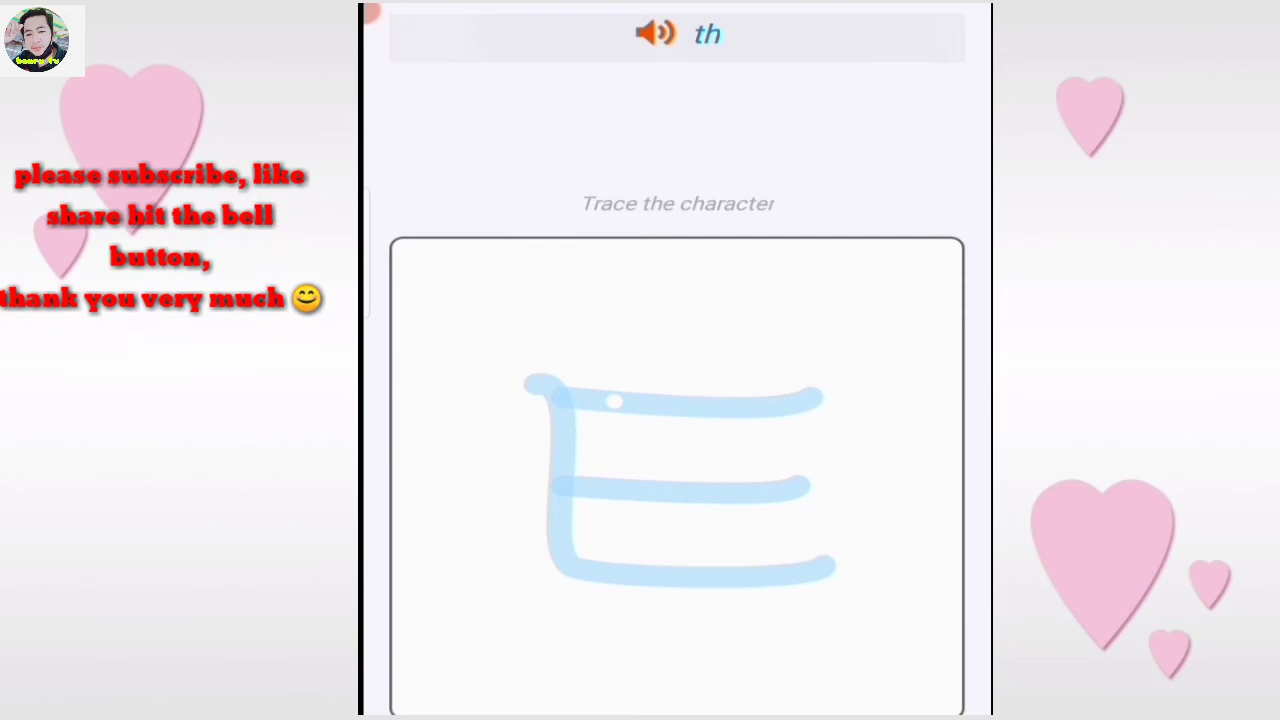 th
please subscribe, like
share hit the bell
button,
thank you very much 😊
Trace the character
ㅌ